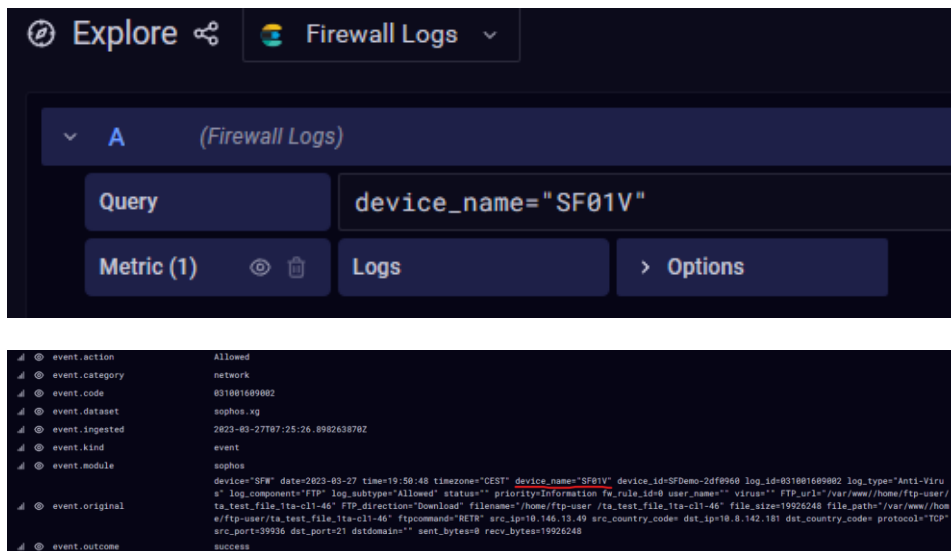 Explore Firewall Logs
A (Firewall Logs)
Query device_name="SF01V"
Metric (1) Logs > Options
event.action Allowed
event.category network
event.code 031001609002
event.dataset sophos.xg
event.ingested 2023-03-27T07:25:26.898263870Z
event.kind event
event.module sophos
device="SFW" date=2023-03-27 time=19:50:48 timezone="CEST" device_name="SF01V" device_id=SFDemo-2df0960 log_id=031001609002 log_type="Anti-Viru
s" log_component="FTP" log_subtype="Allowed" status="" priority=Information fw_rule_id=0 user_name="" virus="" FTP_url="/var/www//home/ftp-user/
event.original ta_test_file_1ta-cl1-46" FTP_direction="Download" filename="/home/ftp-user /ta_test_file_1ta-cl1-46" file_size=19926248 file_path="/var/www//hom
e/ftp-user/ta_test_file_1ta-cl1-46" ftpcommand="RETR" src_ip=10.146.13.49 src_country_code= dst_ip=10.8.142.181 dst_country_code= protocol="TCP"
src_port=39936 dst_port=21 dstdomain="" sent_bytes=0 recv_bytes=19926248
event.outcome success